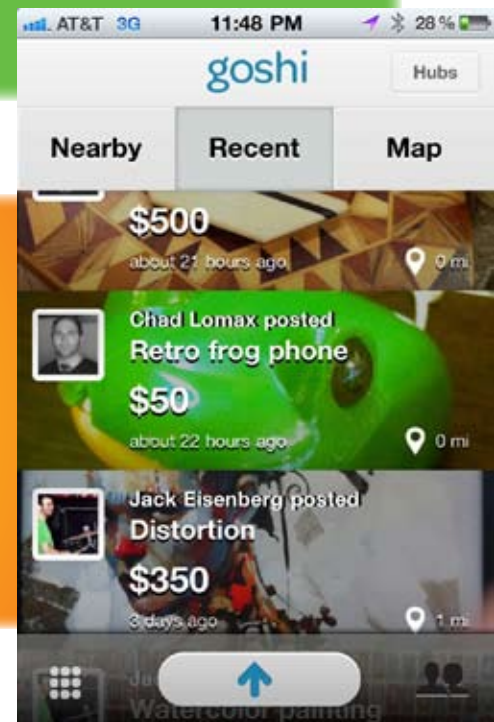 AT&T 3G 11:48 PM 28 %
goshi
Hubs
Nearby Recent Map
$500
about 21 hours ago
0 mi
Chad Lomax posted
Retro frog phone
$50
about 22 hours ago
0 mi
Jack Eisenberg posted
Distortion
$350
3 days ago
1 mi
Ja
Watercolor painting